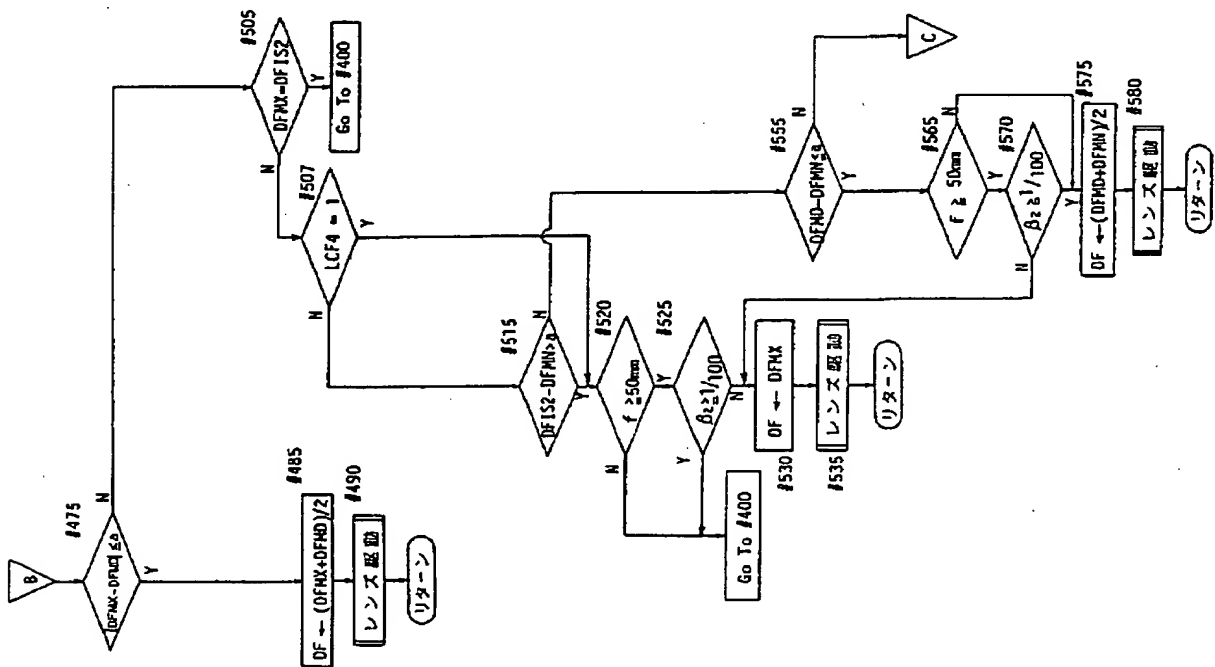 B
#475
|DFMX-DFMD|≦a
N
Y
#485
DF ← (DFMX+DFMD)/2
#490
レンズ駆動
リターン
#505
DFMX=DFIS2
N
Y
Go To #400
#507
LCF4 = 1
N
Y
#515
DFIS2-DFMN>a
N
Y
#520
f ≧50mm
N
Y
#525
β₂≧1/100
Y
N
Go To #400
DF ← DFMX
#530
レンズ駆動
#535
リターン
#555
DFMD-DFMN≦a
N
Y
C
#565
f ≧ 50mm
N
Y
#570
β₂≧1/100
N
Y
#575
DF ←(DFMD+DFMN)/2
#580
レンズ駆動
リターン